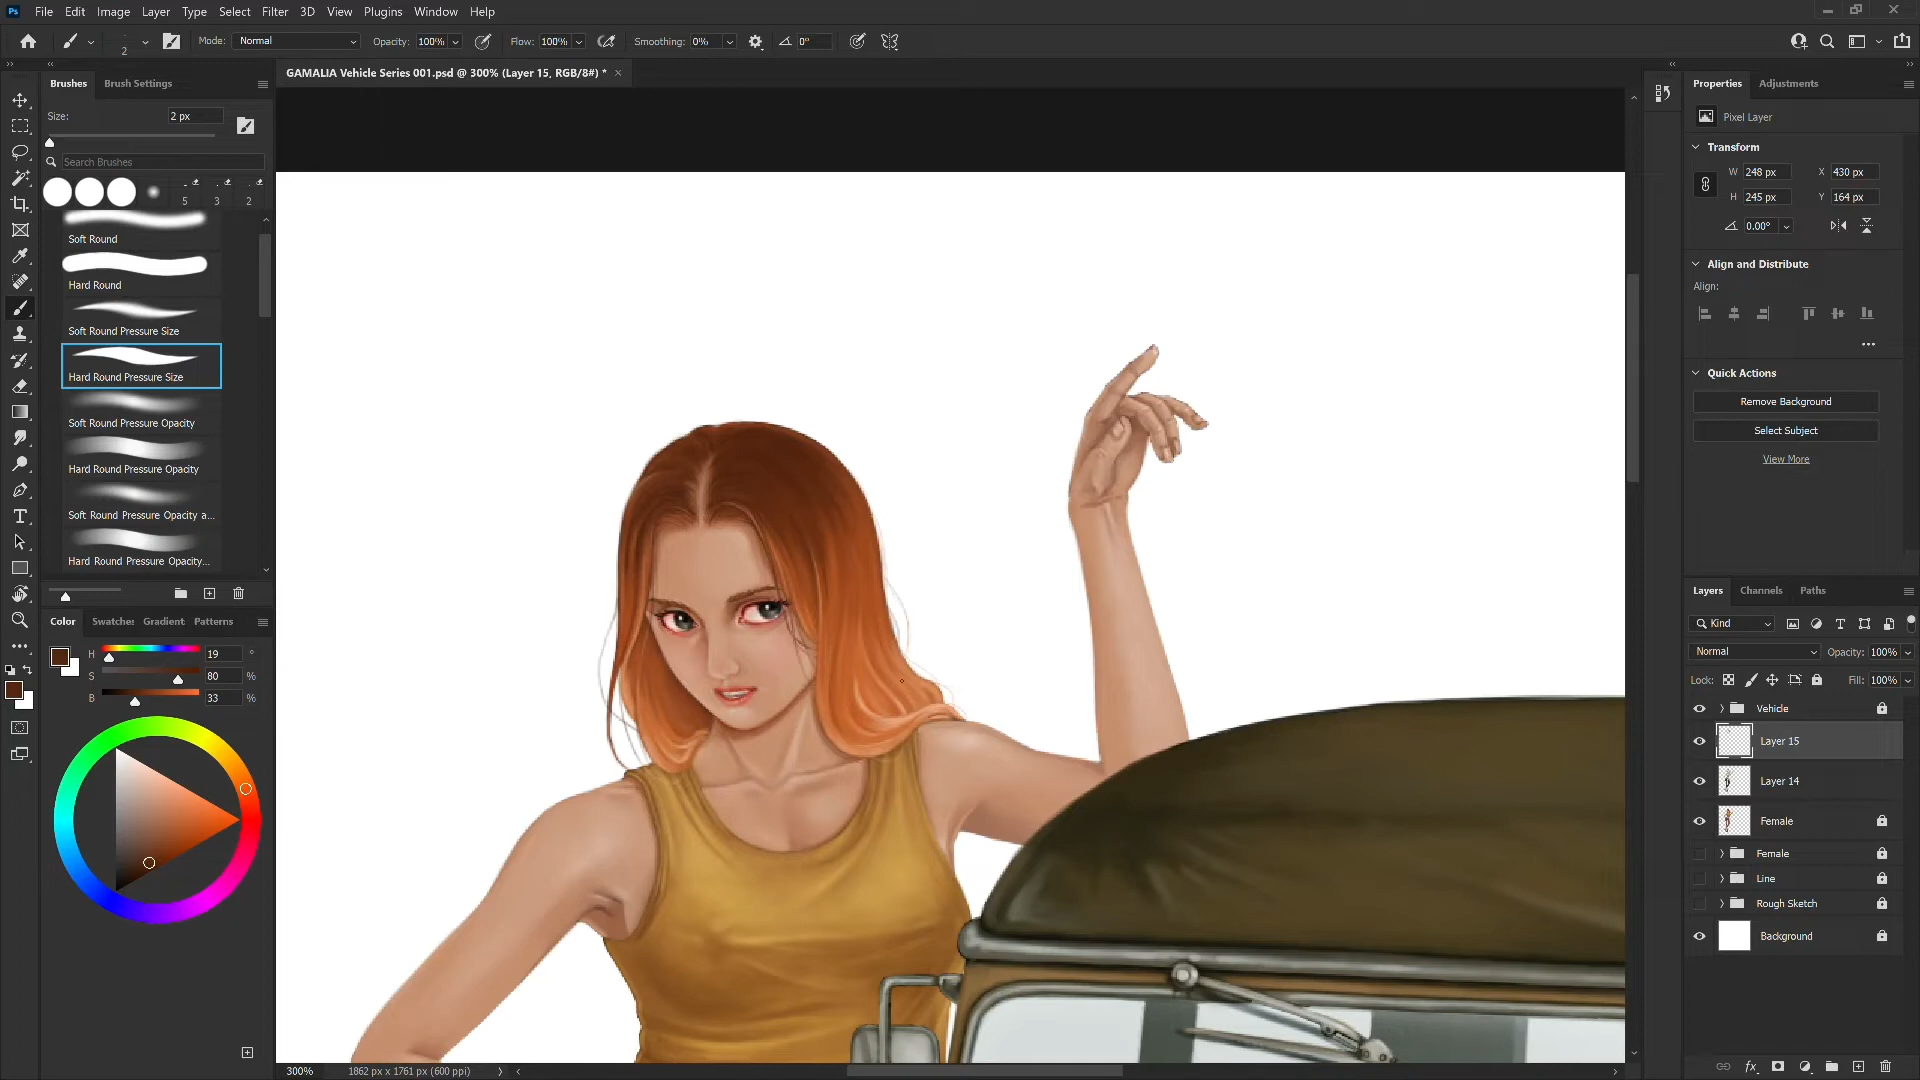 Ps File Edit Image Layer Type Select Filter 3D View Plugins Window Help
2 Mode: Normal Opacity: 100% Flow: 100% Smoothing: 0% 0°
GAMALIA Vehicle Series 001.psd @ 300% (Layer 15, RGB/8#) * ×
Brushes Brush Settings
Size: 2 px
Search Brushes
5 3 2
Soft Round
Hard Round
Soft Round Pressure Size
Hard Round Pressure Size
Soft Round Pressure Opacity
Hard Round Pressure Opacity
Soft Round Pressure Opacity a...
Hard Round Pressure Opacity...
Color Swatches Gradient Patterns
H 19 °
S 80 %
B 33 %
300% 1862 px x 1761 px (600 ppi)
Properties Adjustments
Pixel Layer
Transform
W 248 px X 430 px
H 245 px Y 164 px
0.00°
Align and Distribute
Align:
Quick Actions
Remove Background
Select Subject
View More
Layers Channels Paths
Kind
Normal Opacity: 100%
Lock: Fill: 100%
Vehicle
Layer 15
Layer 14
Female
Female
Line
Rough Sketch
Background
fx